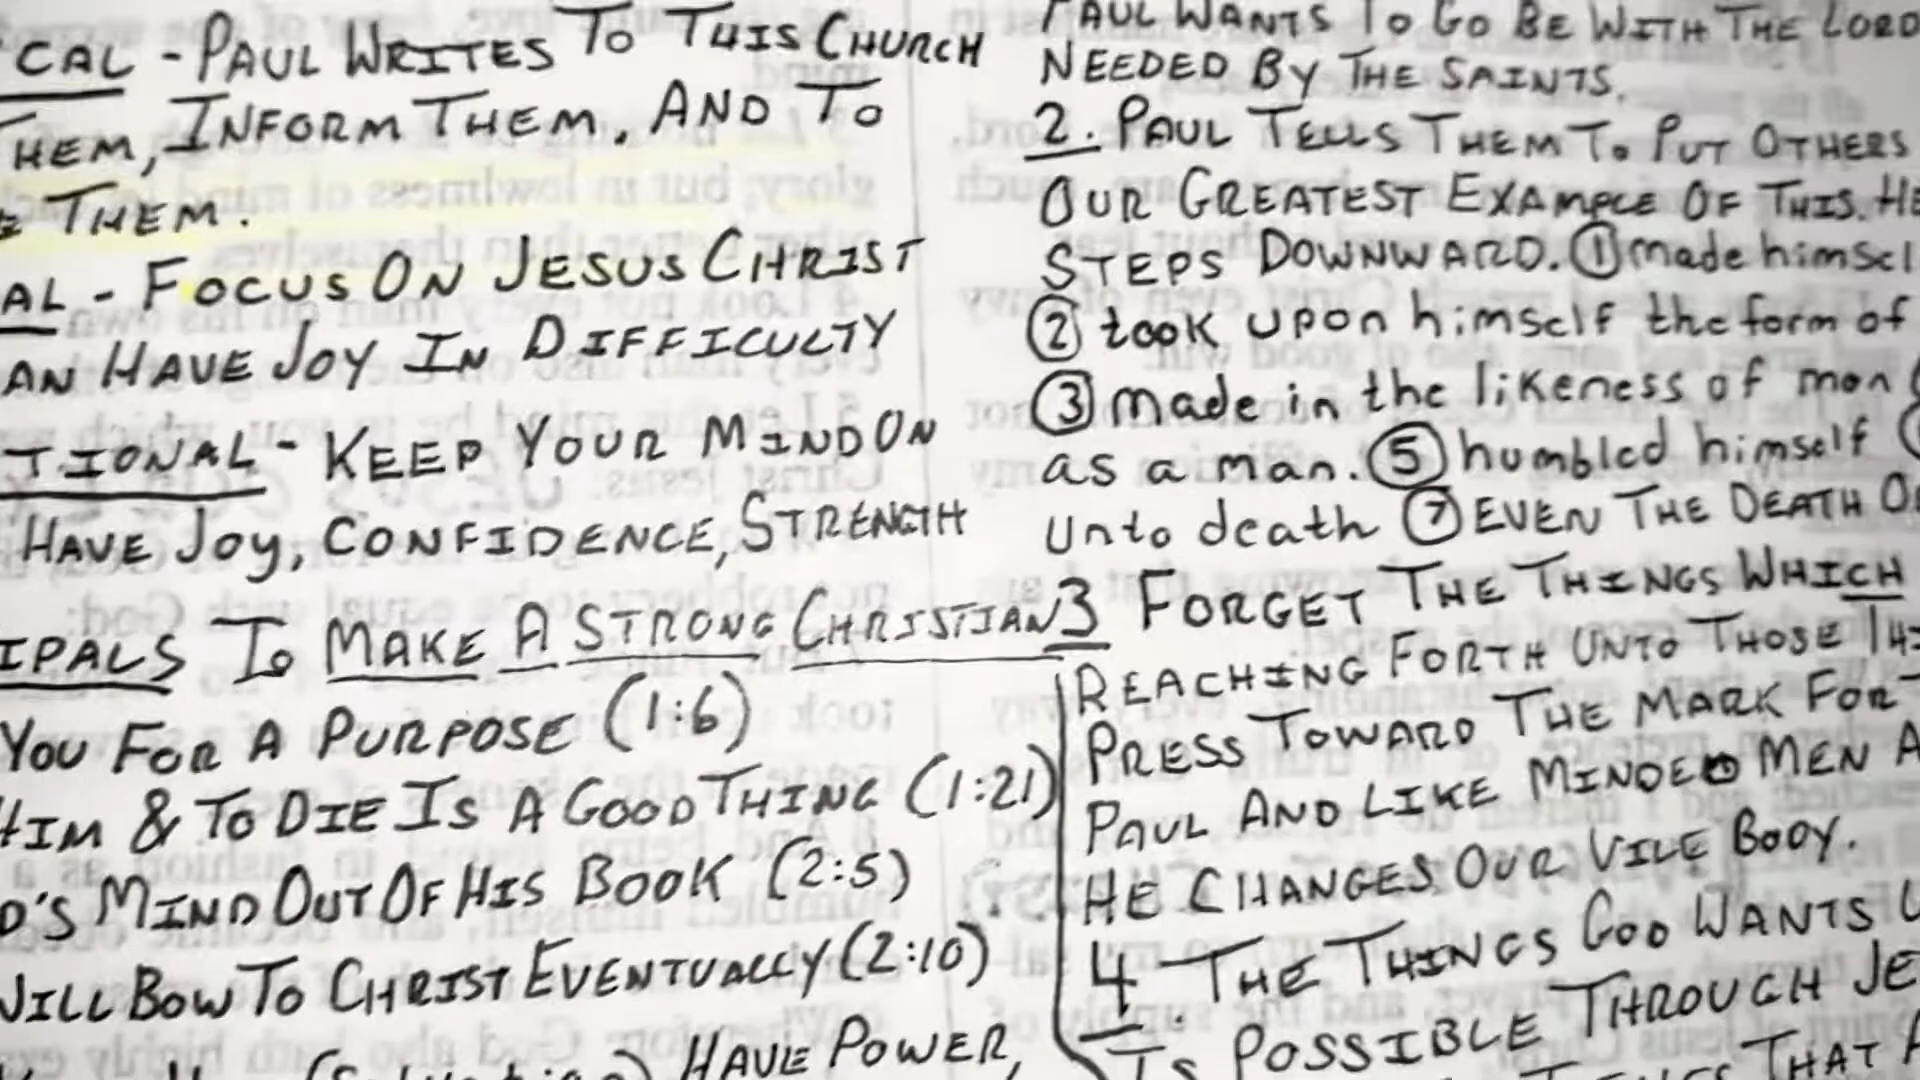 CAL - PAUL WRITES TO THIS CHURCH
THEM, INFORM THEM, AND TO
THEM.
AL - FOCUS ON JESUS CHRIST
AN HAVE JOY IN DIFFICULTY
TIONAL - KEEP YOUR MIND ON
HAVE JOY, CONFIDENCE, STRENGTH
IPALS TO MAKE A STRONG CHRISTIAN
YOU FOR A PURPOSE (1:6)
HIM & TO DIE IS A GOOD THING (1:21)
D'S MIND OUT OF HIS BOOK (2:5)
WILL BOW TO CHRIST EVENTUALLY (2:10)
HAVE POWER,
PAUL WANTS TO GO BE WITH THE LORD
NEEDED BY THE SAINTS.
2. PAUL TELLS THEM TO PUT OTHERS
OUR GREATEST EXAMPLE OF THIS. HE
STEPS DOWNWARD. ① made himsel
② took upon himself the form of
③ made in the likeness of men
as a man. ⑤ humbled himself
unto death ⑦ EVEN THE DEATH O
3 FORGET THE THINGS WHICH
REACHING FORTH UNTO THOSE TH
PRESS TOWARD THE MARK FOR T
PAUL AND LIKE MINDED MEN A
HE CHANGES OUR VILE BODY.
4 THE THINGS GOD WANTS U
IS POSSIBLE THROUGH JE
THAT